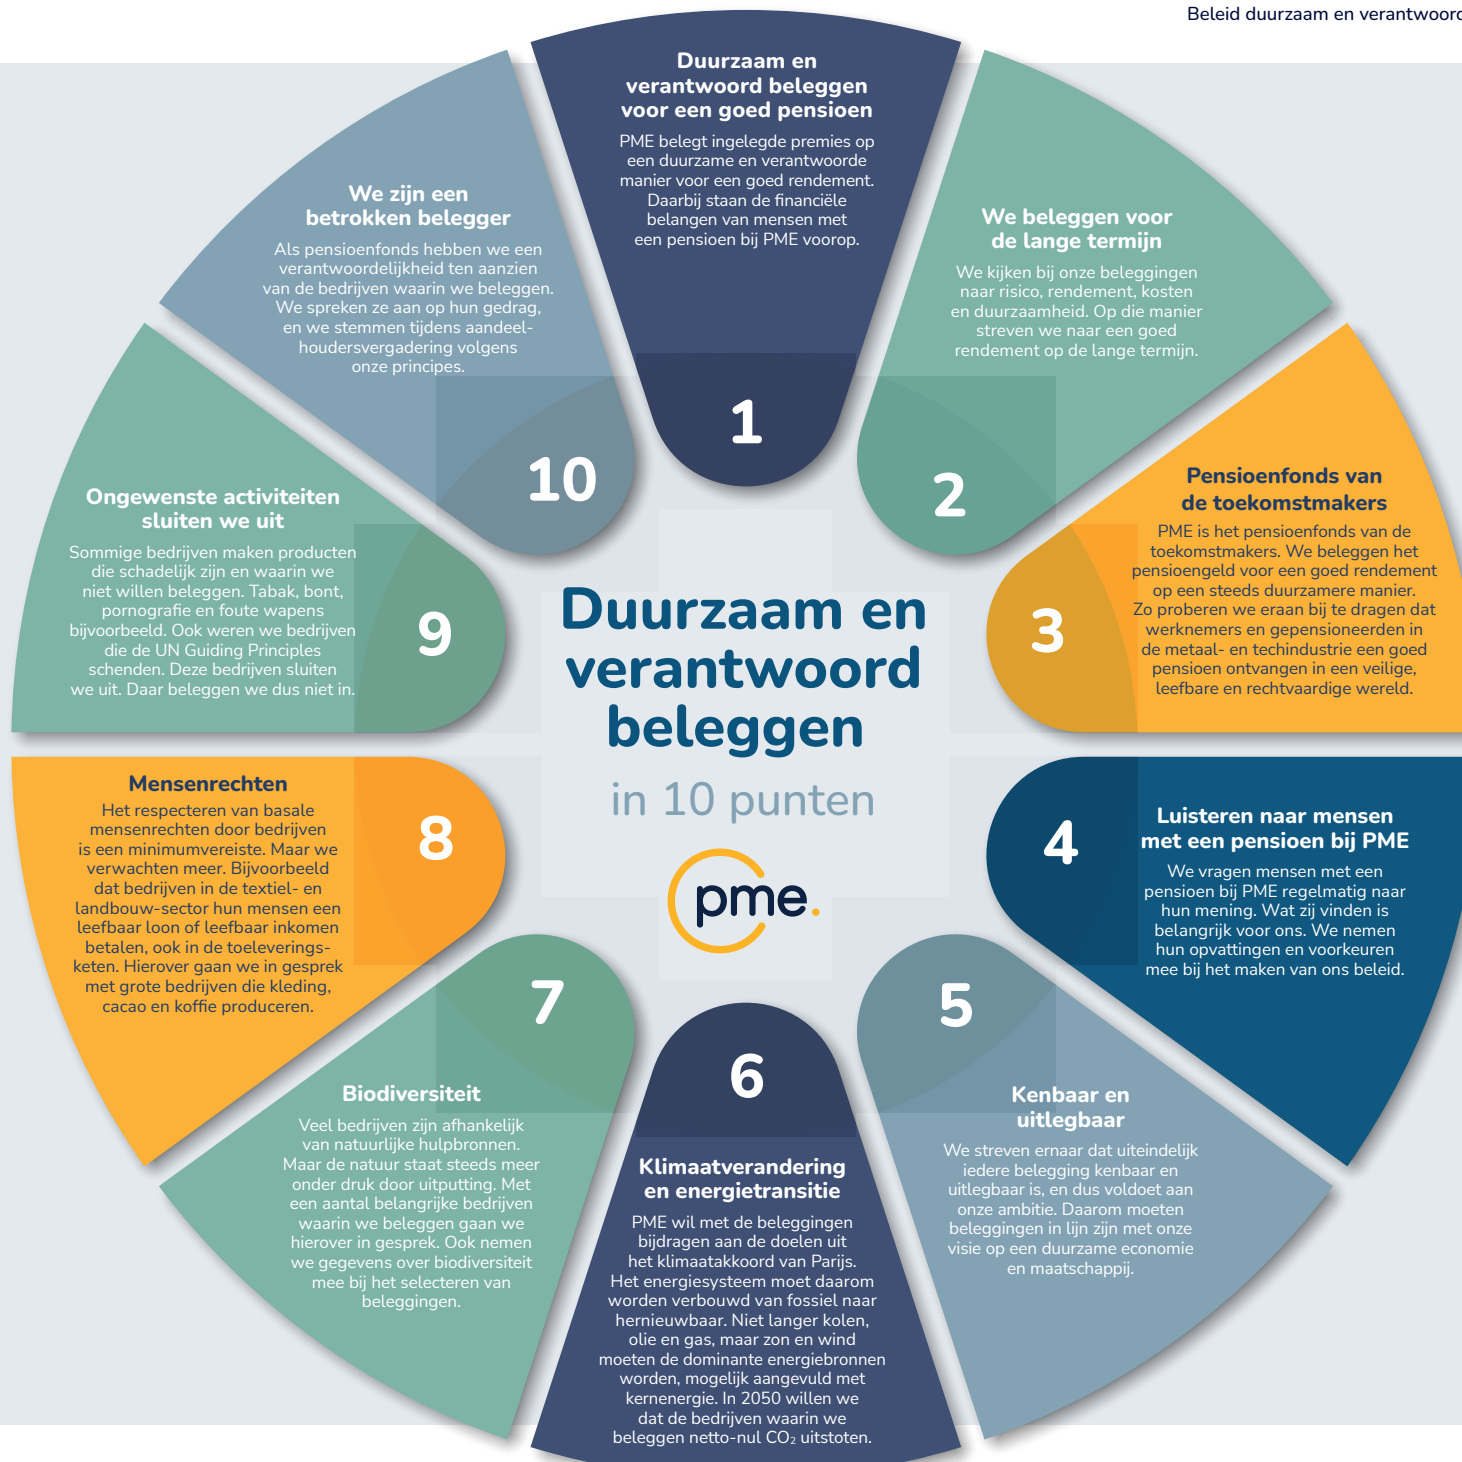 Beleid duurzaam en verantwoord
Duurzaam en
verantwoord beleggen
voor een goed pensioen
PME belegt ingelegde premies op
een duurzame en verantwoorde
manier voor een goed rendement.
Daarbij staan de financiële
belangen van mensen met
een pensioen bij PME voorop.
1
We beleggen voor
de lange termijn
We kijken bij onze beleggingen
naar risico, rendement, kosten
en duurzaamheid. Op die manier
streven we naar een goed
rendement op de lange termijn.
2
Pensioenfonds van
de toekomstmakers
PME is het pensioenfonds van de
toekomstmakers. We beleggen het
pensioengeld voor een goed rendement
op een steeds duurzamere manier.
Zo proberen we eraan bij te dragen dat
werknemers en gepensioneerden in
de metaal- en techindustrie een goed
pensioen ontvangen in een veilige,
leefbare en rechtvaardige wereld.
3
Luisteren naar mensen
met een pensioen bij PME
We vragen mensen met een
pensioen bij PME regelmatig naar
hun mening. Wat zij vinden is
belangrijk voor ons. We nemen
hun opvattingen en voorkeuren
mee bij het maken van ons beleid.
4
Kenbaar en
uitlegbaar
We streven ernaar dat uiteindelijk
iedere belegging kenbaar en
uitlegbaar is, en dus voldoet aan
onze ambitie. Daarom moeten
beleggingen in lijn zijn met onze
visie op een duurzame economie
en maatschappij.
5
6
Klimaatverandering
en energietransitie
PME wil met de beleggingen
bijdragen aan de doelen uit
het klimaatakkoord van Parijs.
Het energiesysteem moet daarom
worden verbouwd van fossiel naar
hernieuwbaar. Niet langer kolen,
olie en gas, maar zon en wind
moeten de dominante energiebronnen
worden, mogelijk aangevuld met
kernenergie. In 2050 willen we
dat de bedrijven waarin we
beleggen netto-nul CO₂ uitstoten.
7
Biodiversiteit
Veel bedrijven zijn afhankelijk
van natuurlijke hulpbronnen.
Maar de natuur staat steeds meer
onder druk door uitputting. Met
een aantal belangrijke bedrijven
waarin we beleggen gaan we
hierover in gesprek. Ook nemen
we gegevens over biodiversiteit
mee bij het selecteren van
beleggingen.
8
Mensenrechten
Het respecteren van basale
mensenrechten door bedrijven
is een minimumvereiste. Maar we
verwachten meer. Bijvoorbeeld
dat bedrijven in de textiel- en
landbouw-sector hun mensen een
leefbaar loon of leefbaar inkomen
betalen, ook in de toeleverings-
keten. Hierover gaan we in gesprek
met grote bedrijven die kleding,
cacao en koffie produceren.
9
Ongewenste activiteiten
sluiten we uit
Sommige bedrijven maken producten
die schadelijk zijn en waarin we
niet willen beleggen. Tabak, bont,
pornografie en foute wapens
bijvoorbeeld. Ook weren we bedrijven
die de UN Guiding Principles
schenden. Deze bedrijven sluiten
we uit. Daar beleggen we dus niet in.
10
We zijn een
betrokken belegger
Als pensioenfonds hebben we een
verantwoordelijkheid ten aanzien
van de bedrijven waarin we beleggen.
We spreken ze aan op hun gedrag,
en we stemmen tijdens aandeel-
houdersvergadering volgens
onze principes.
Duurzaam en
verantwoord
beleggen
in 10 punten
pme.